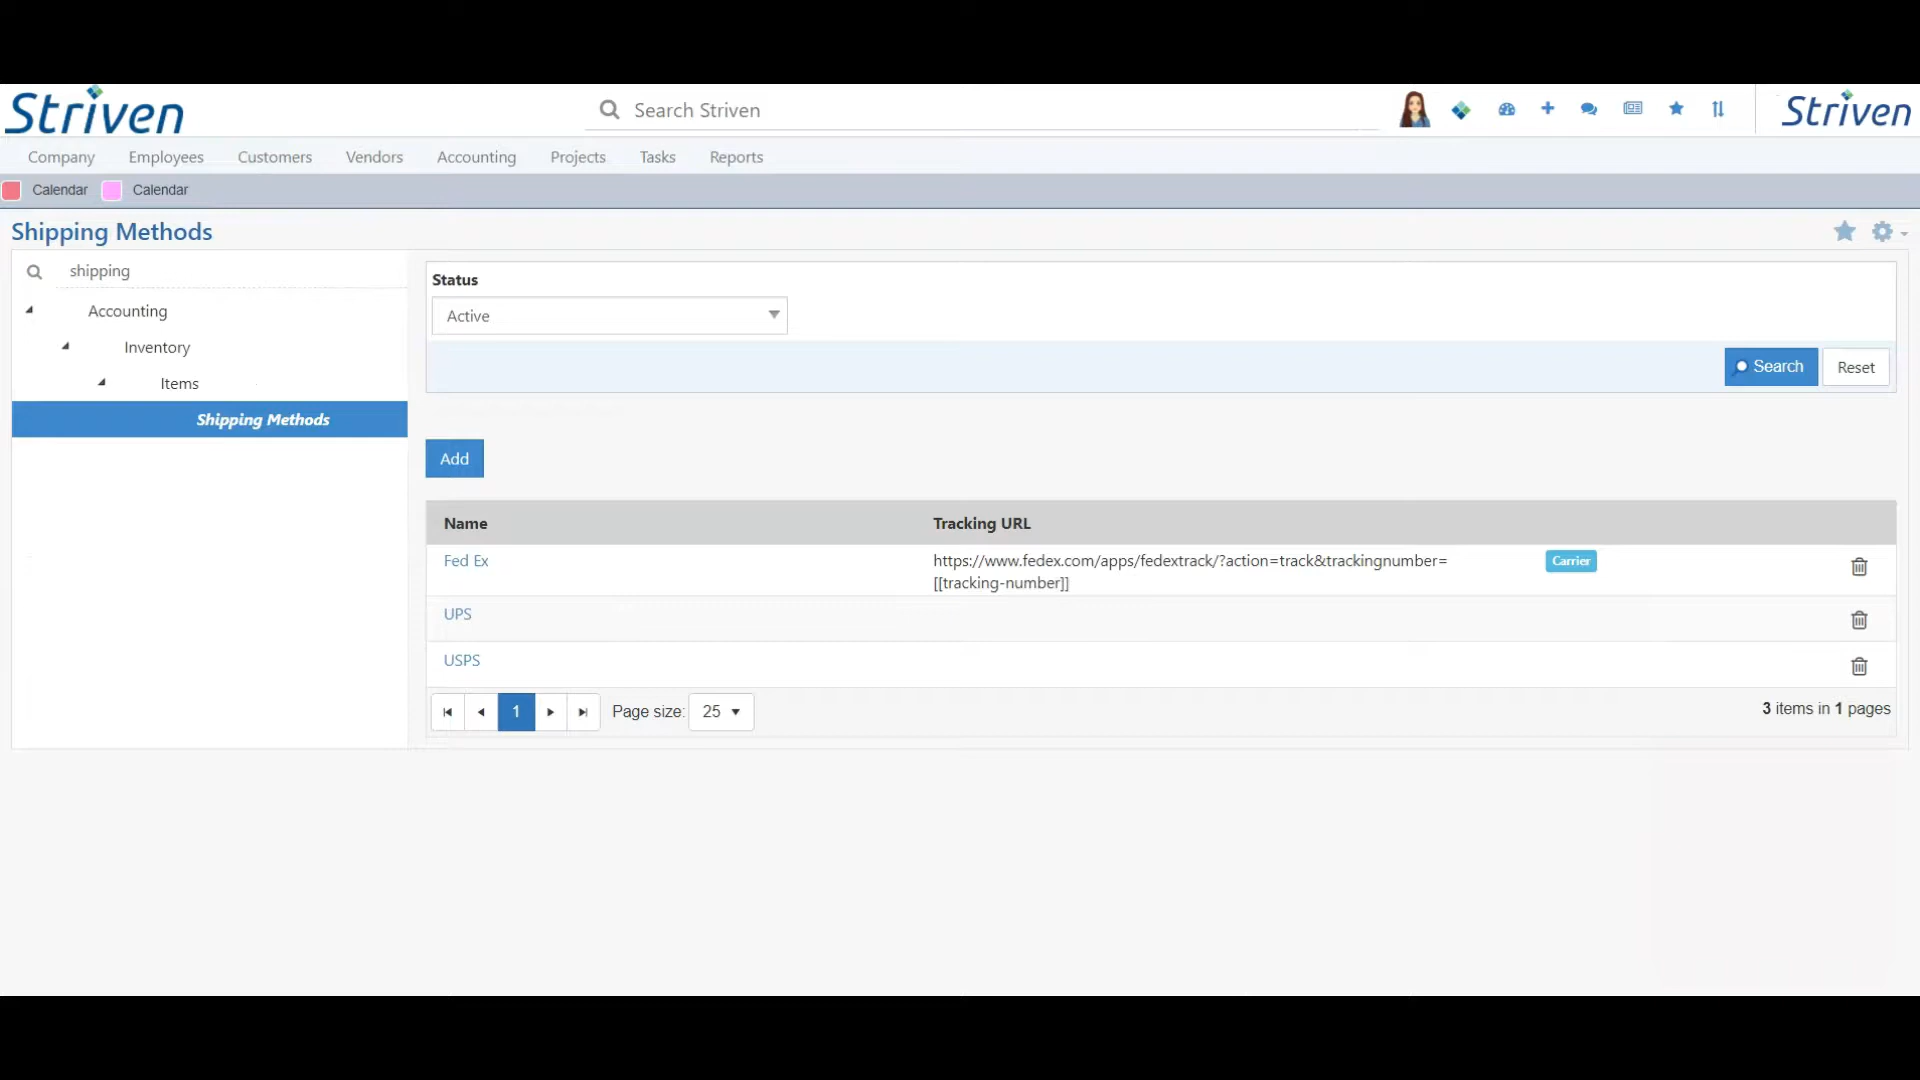 Striven
Search Striven
Striven
Company Employees Customers Vendors Accounting Projects Tasks Reports
Calendar Calendar
Shipping Methods
shipping
Accounting
Inventory
Items
Shipping Methods
Status
Active
Search Reset
Add
Name Tracking URL
Fed Ex https://www.fedex.com/apps/fedextrack/?action=track&trackingnumber= Carrier
[[tracking-number]]
UPS
USPS
1 Page size: 25 3 items in 1 pages